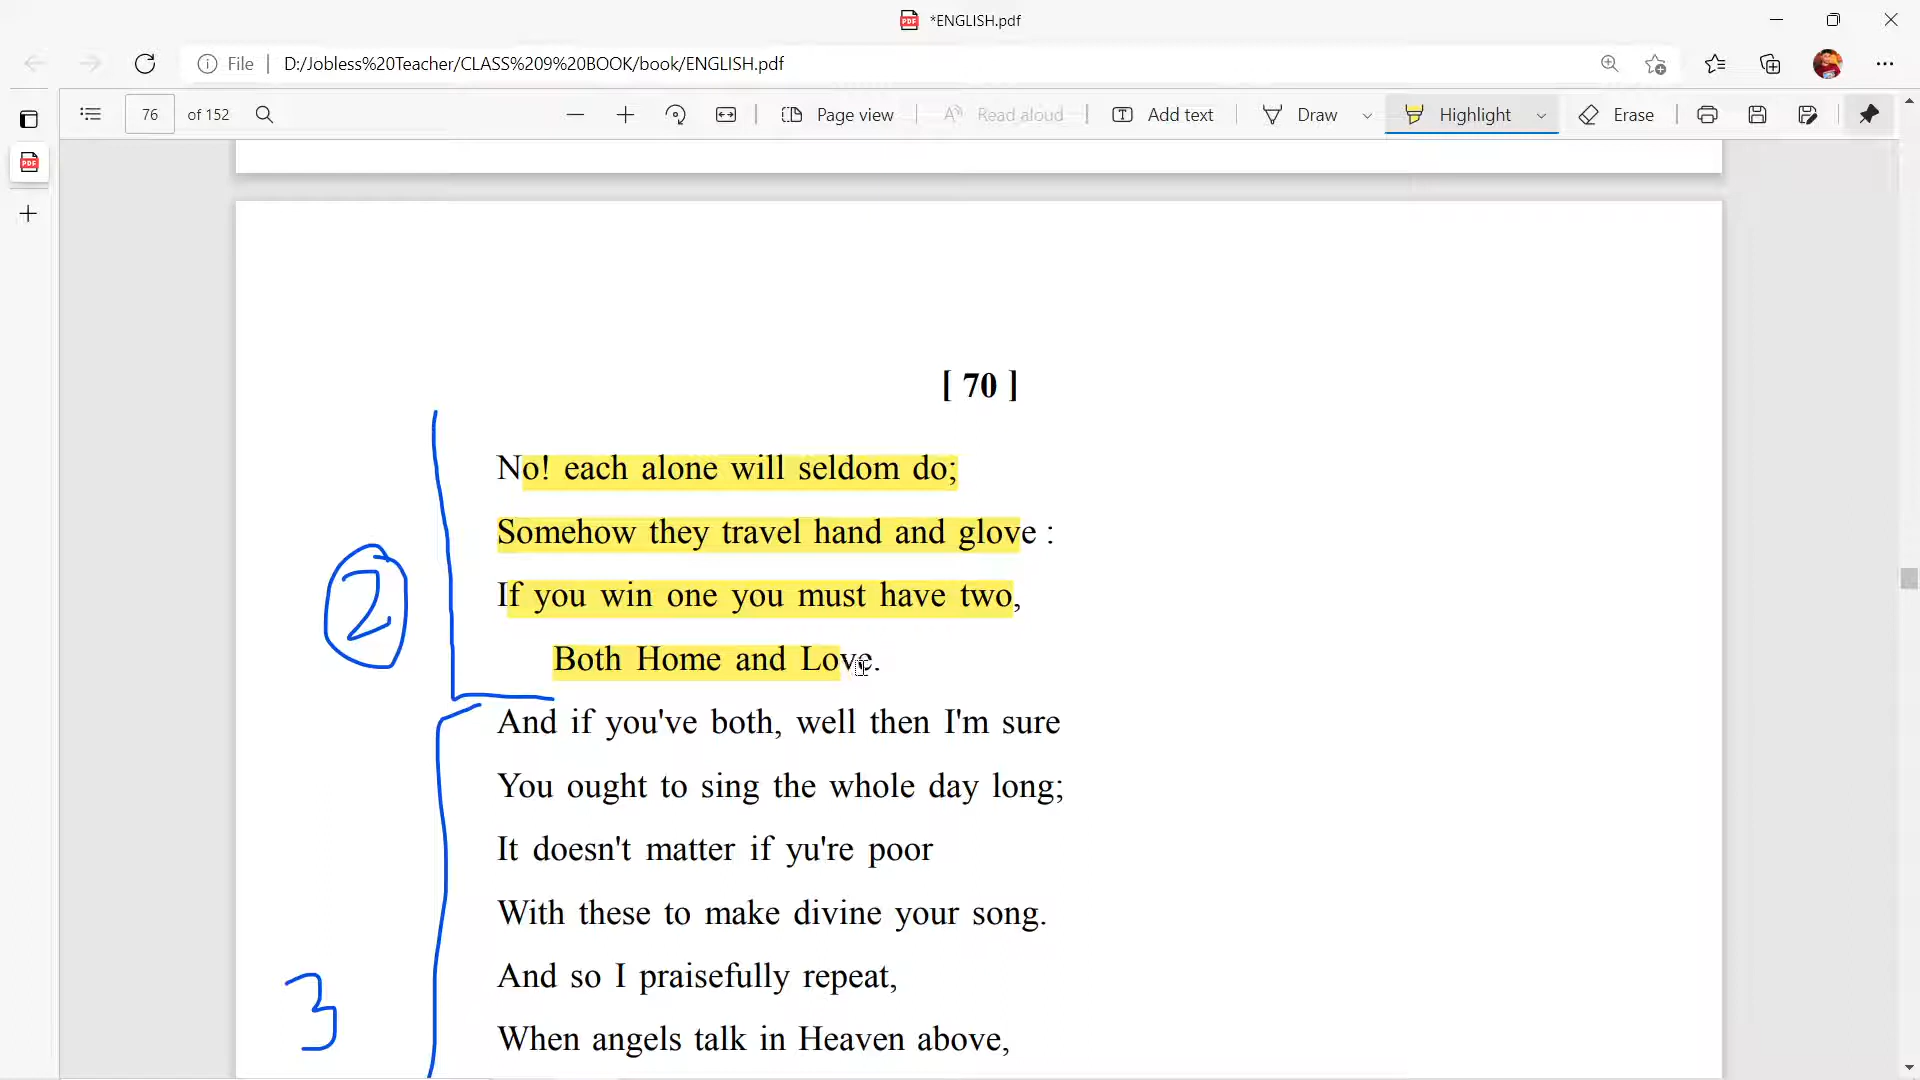 *ENGLISH.pdf
File
D:/Jobless%20Teacher/CLASS%209%20BOOK/book/ENGLISH.pdf
76 of 152
Page view
Read aloud
Add text
Draw
Highlight
Erase
[ 70 ]
No! each alone will seldom do;
Somehow they travel hand and glove :
If you win one you must have two,
Both Home and Love.
2
And if you've both, well then I'm sure
You ought to sing the whole day long;
It doesn't matter if yu're poor
With these to make divine your song.
And so I praisefully repeat,
3
When angels talk in Heaven above,